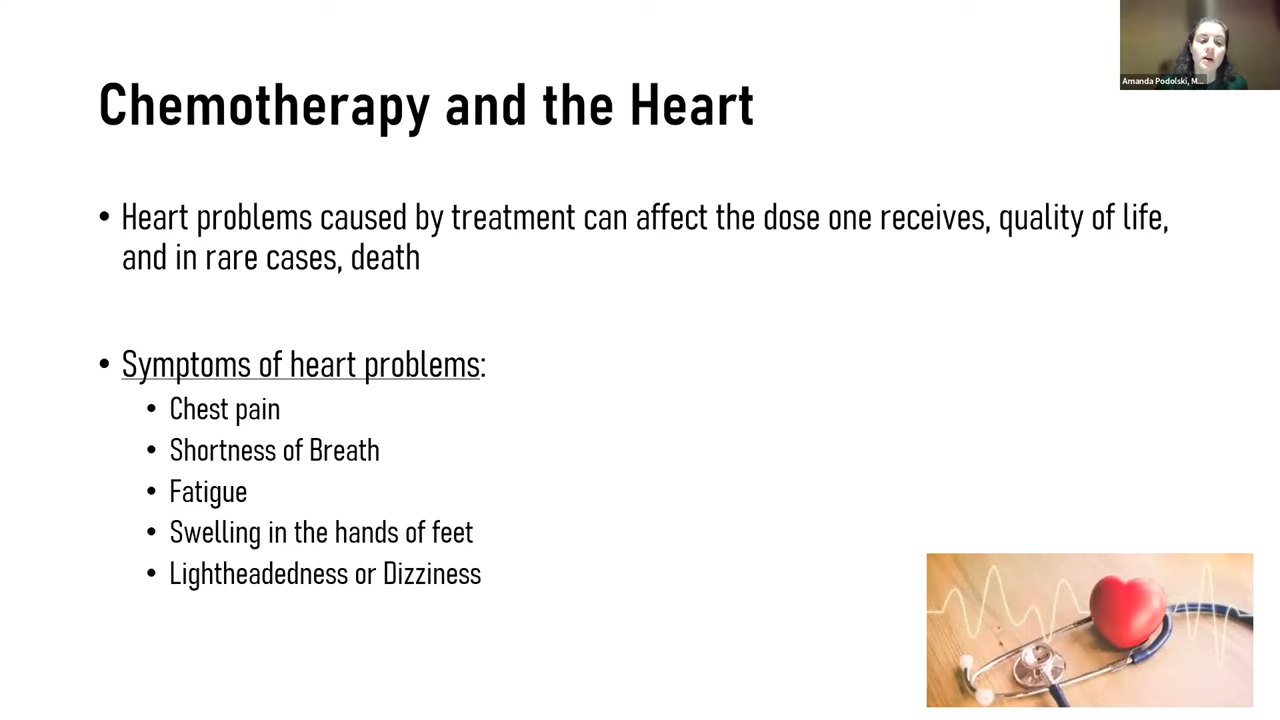 Amanda Podolski, M...
Chemotherapy and the Heart
• Heart problems caused by treatment can affect the dose one receives, quality of life,
and in rare cases, death
• Symptoms of heart problems:
• Chest pain
• Shortness of Breath
• Fatigue
• Swelling in the hands of feet
• Lightheadedness or Dizziness